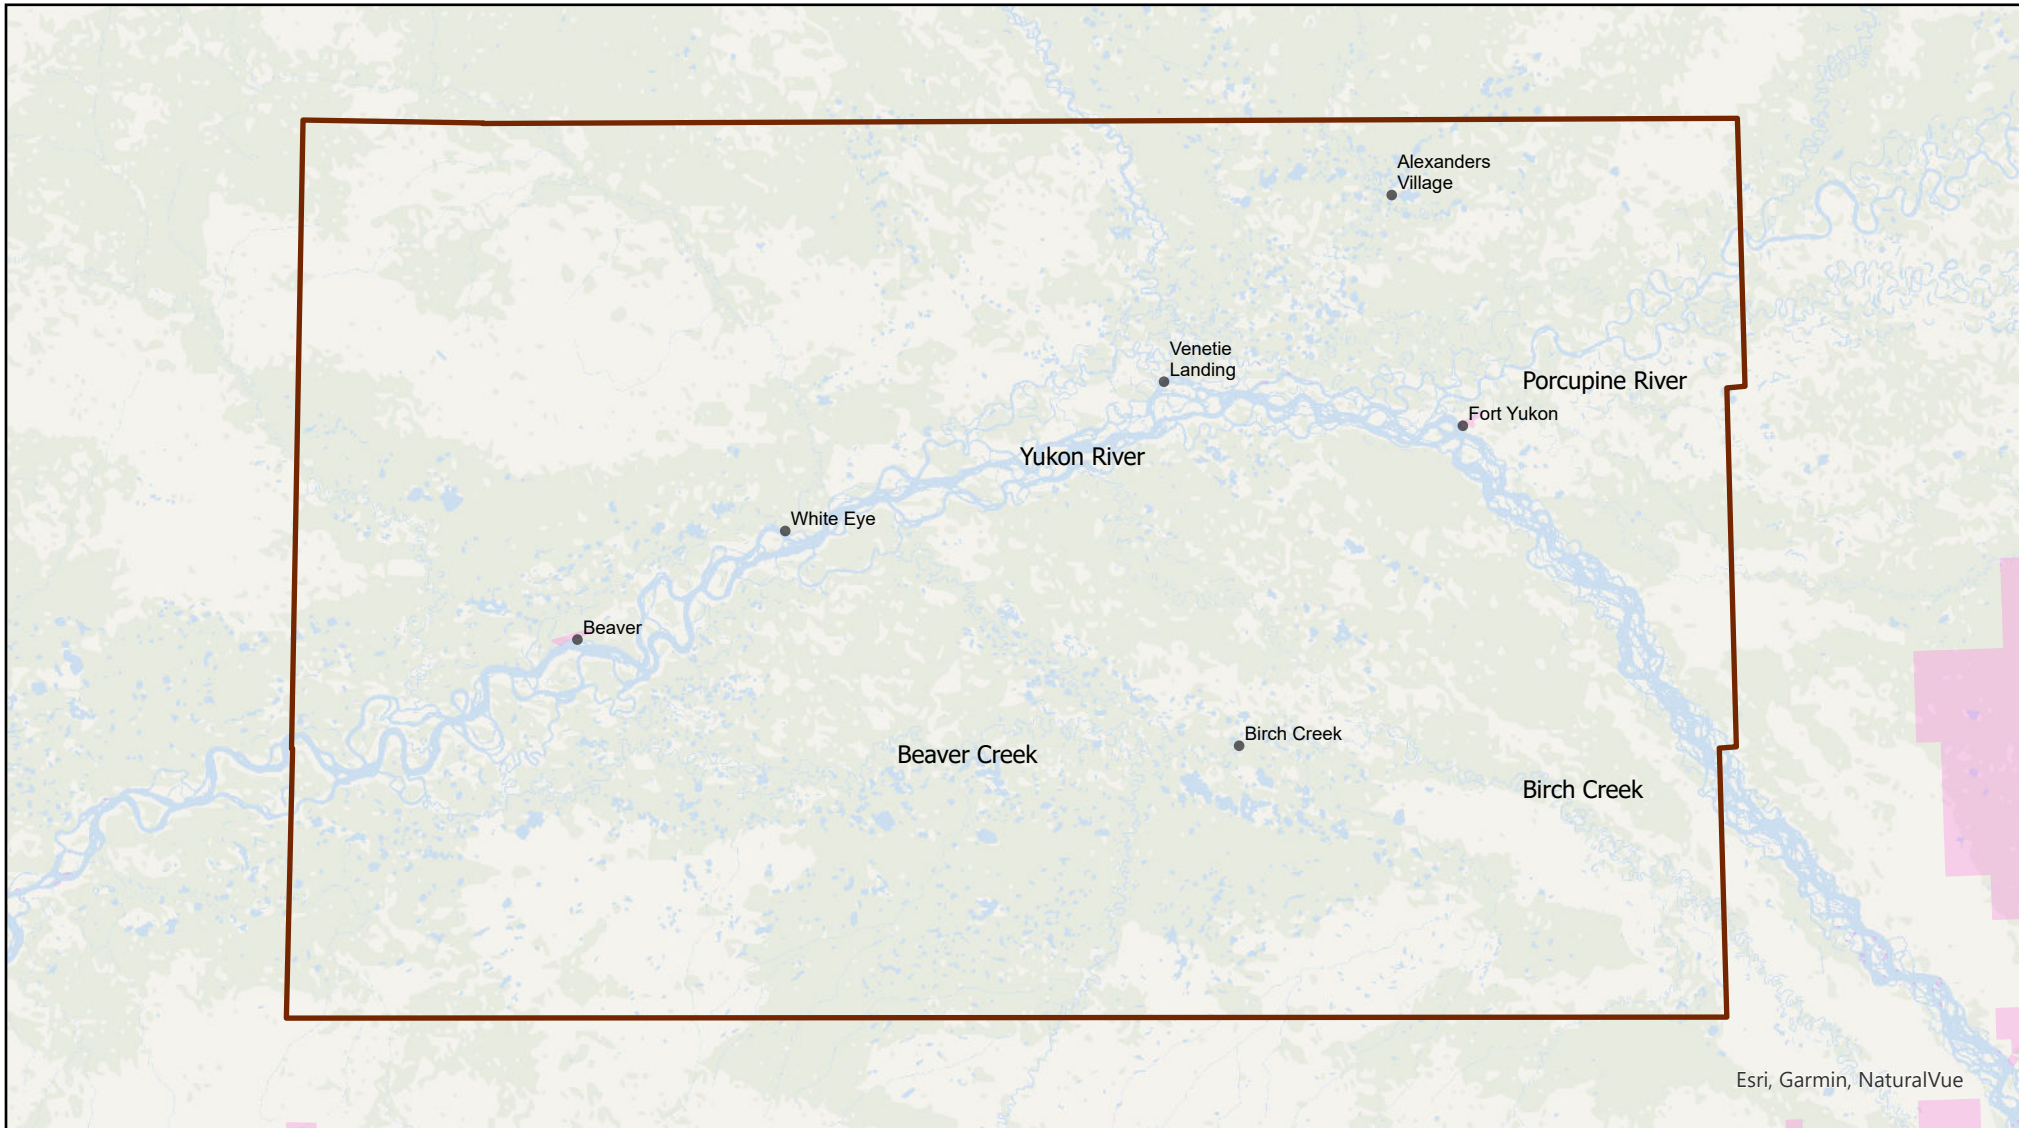 Alexanders
Village
Venetie
Landing
Porcupine River
Fort Yukon
Yukon River
White Eye
Beaver
Birch Creek
Beaver Creek
Birch Creek
Esri, Garmin, NaturalVue